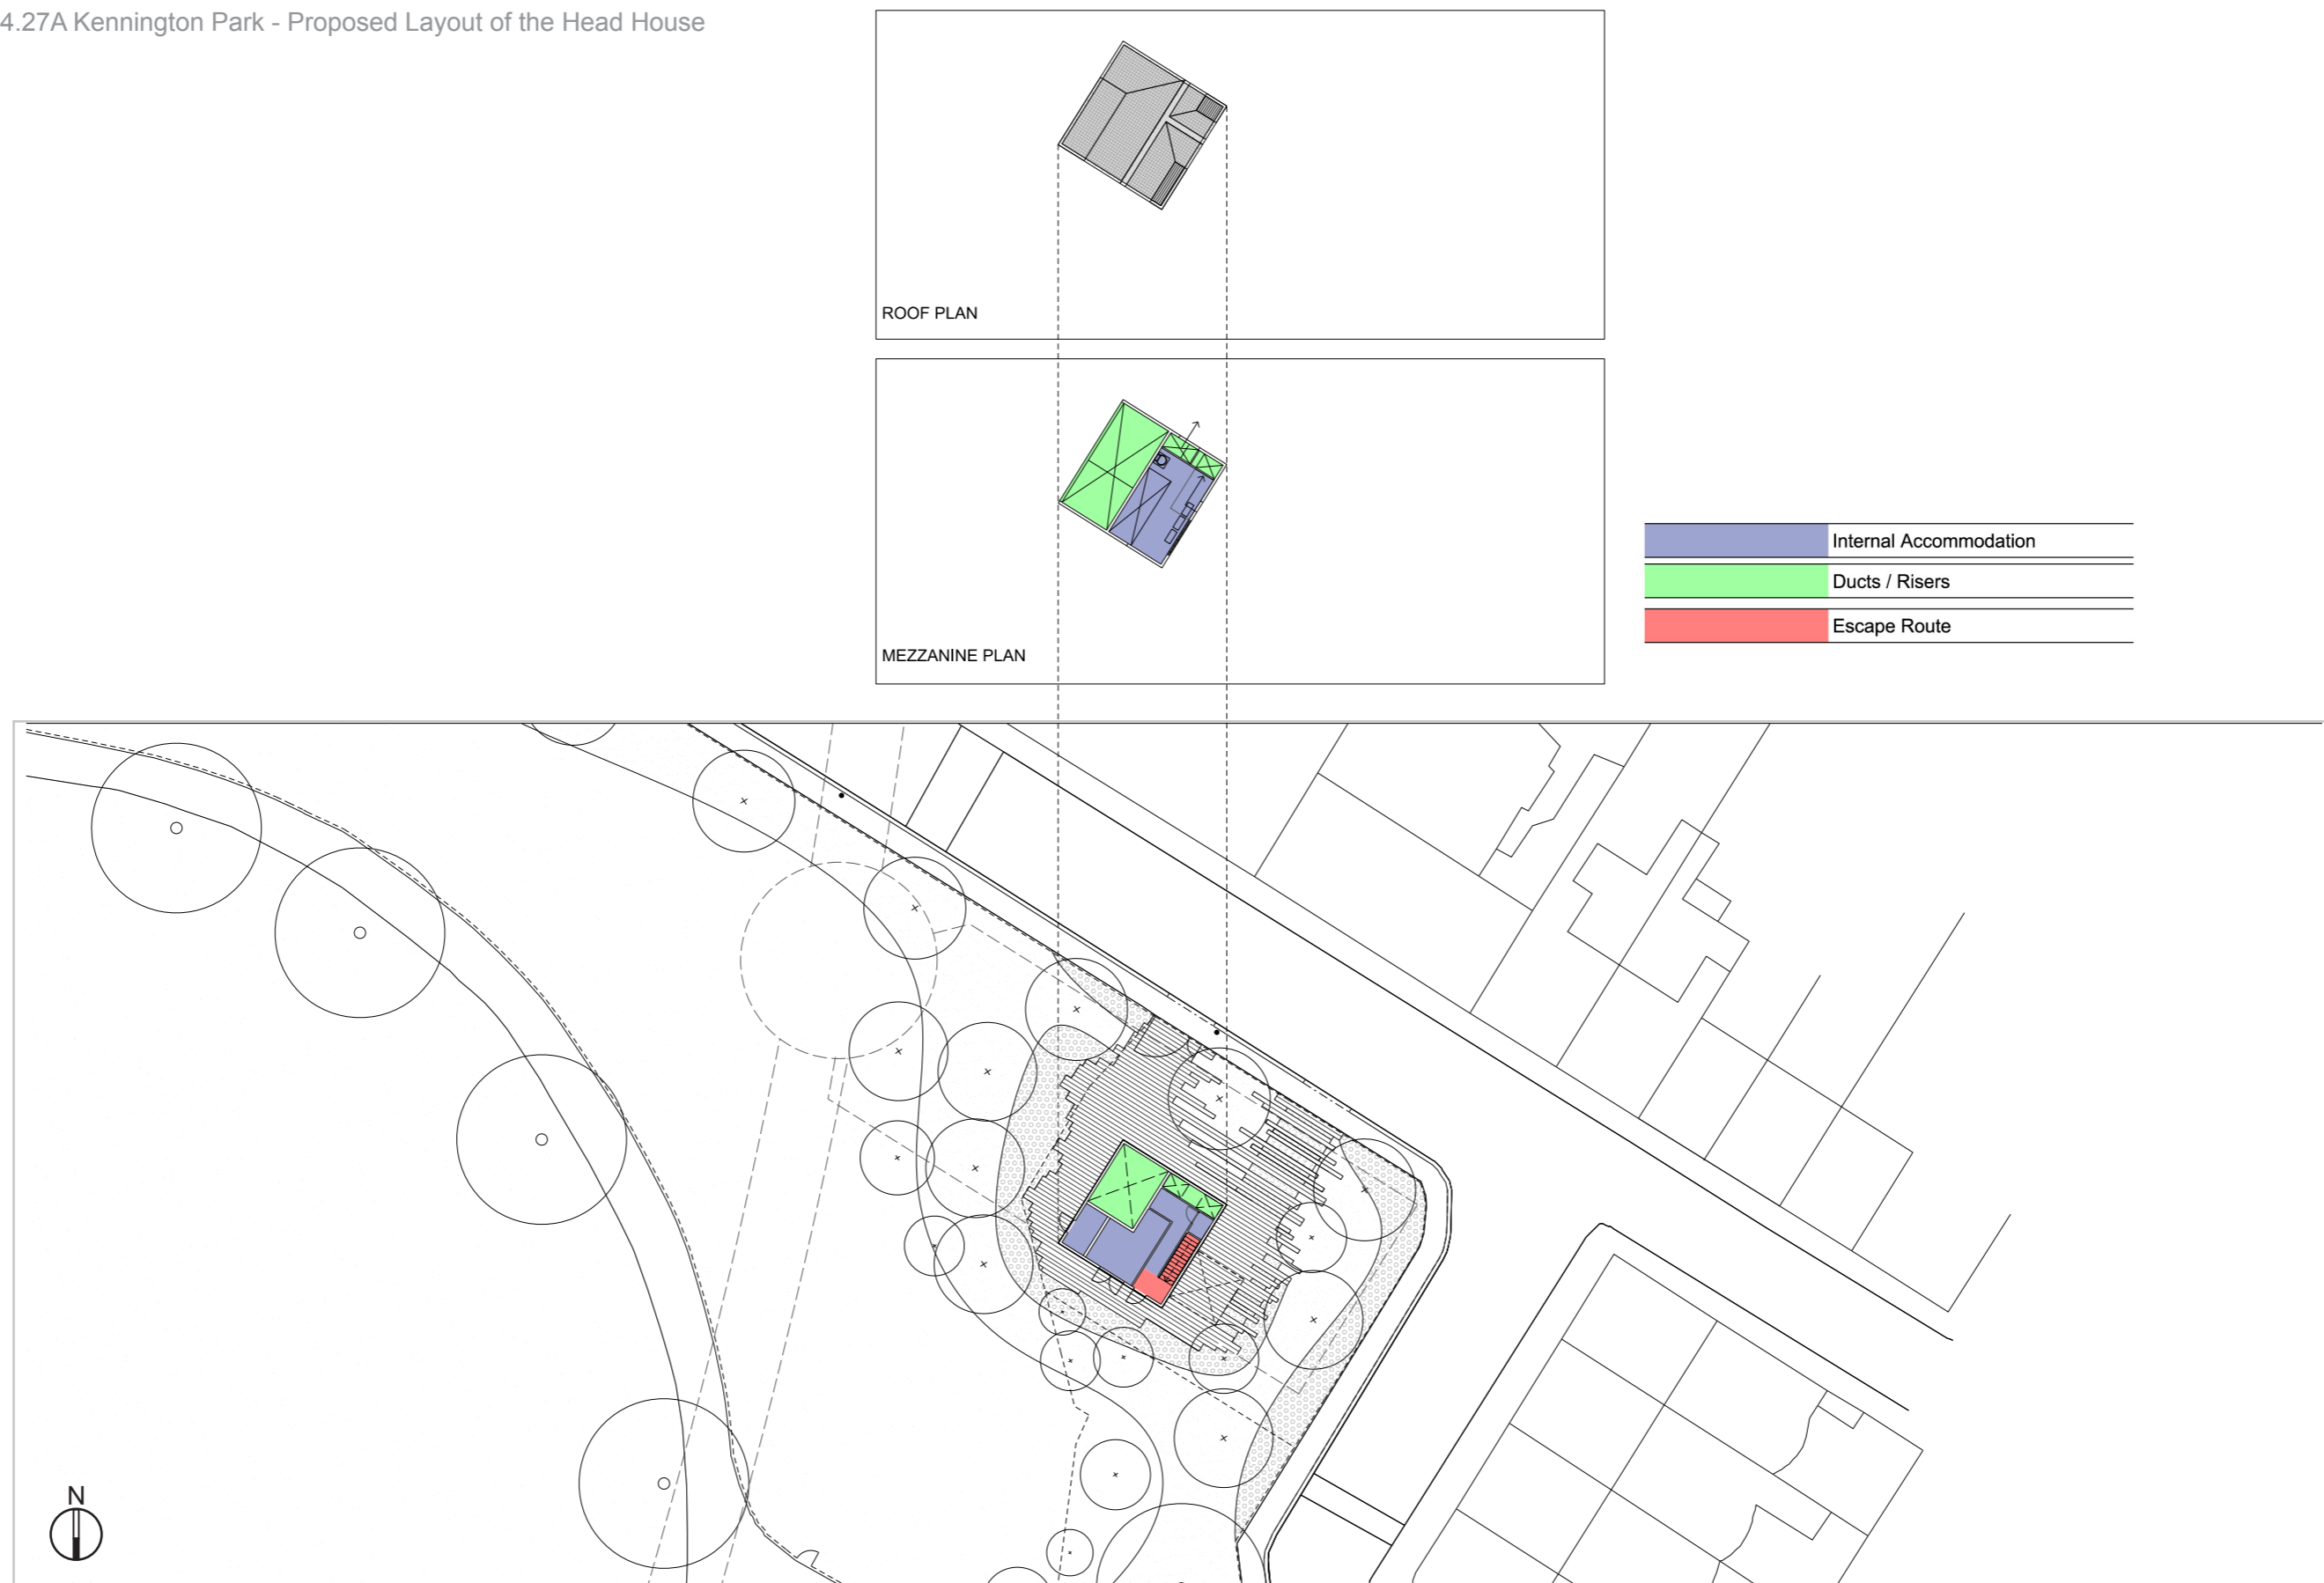 4.27A Kennington Park - Proposed Layout of the Head House
ROOF PLAN
MEZZANINE PLAN
Internal Accommodation
Ducts / Risers
Escape Route
N